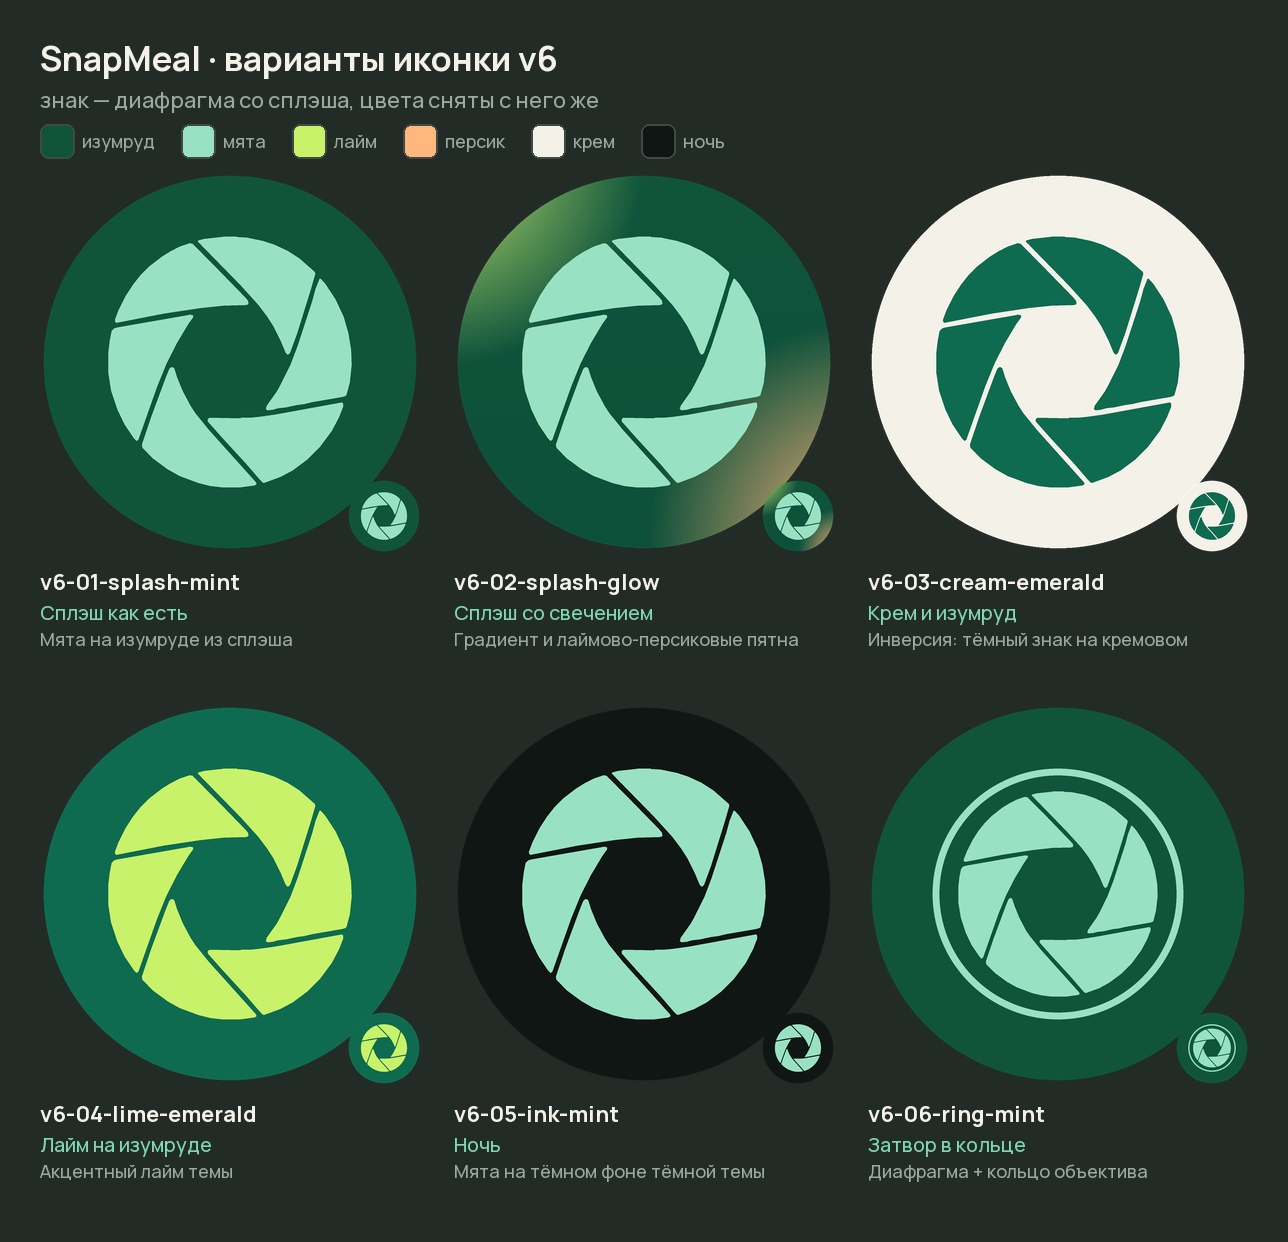 SnapMeal · варианты иконки v6
знак — диафрагма со сплэша, цвета сняты с него же
изумруд мята лайм персик крем ночь
v6-01-splash-mint
Сплэш как есть
Мята на изумруде из сплэша
v6-02-splash-glow
Сплэш со свечением
Градиент и лаймово-персиковые пятна
v6-03-cream-emerald
Крем и изумруд
Инверсия: тёмный знак на кремовом
v6-04-lime-emerald
Лайм на изумруде
Акцентный лайм темы
v6-05-ink-mint
Ночь
Мята на тёмном фоне тёмной темы
v6-06-ring-mint
Затвор в кольце
Диафрагма + кольцо объектива